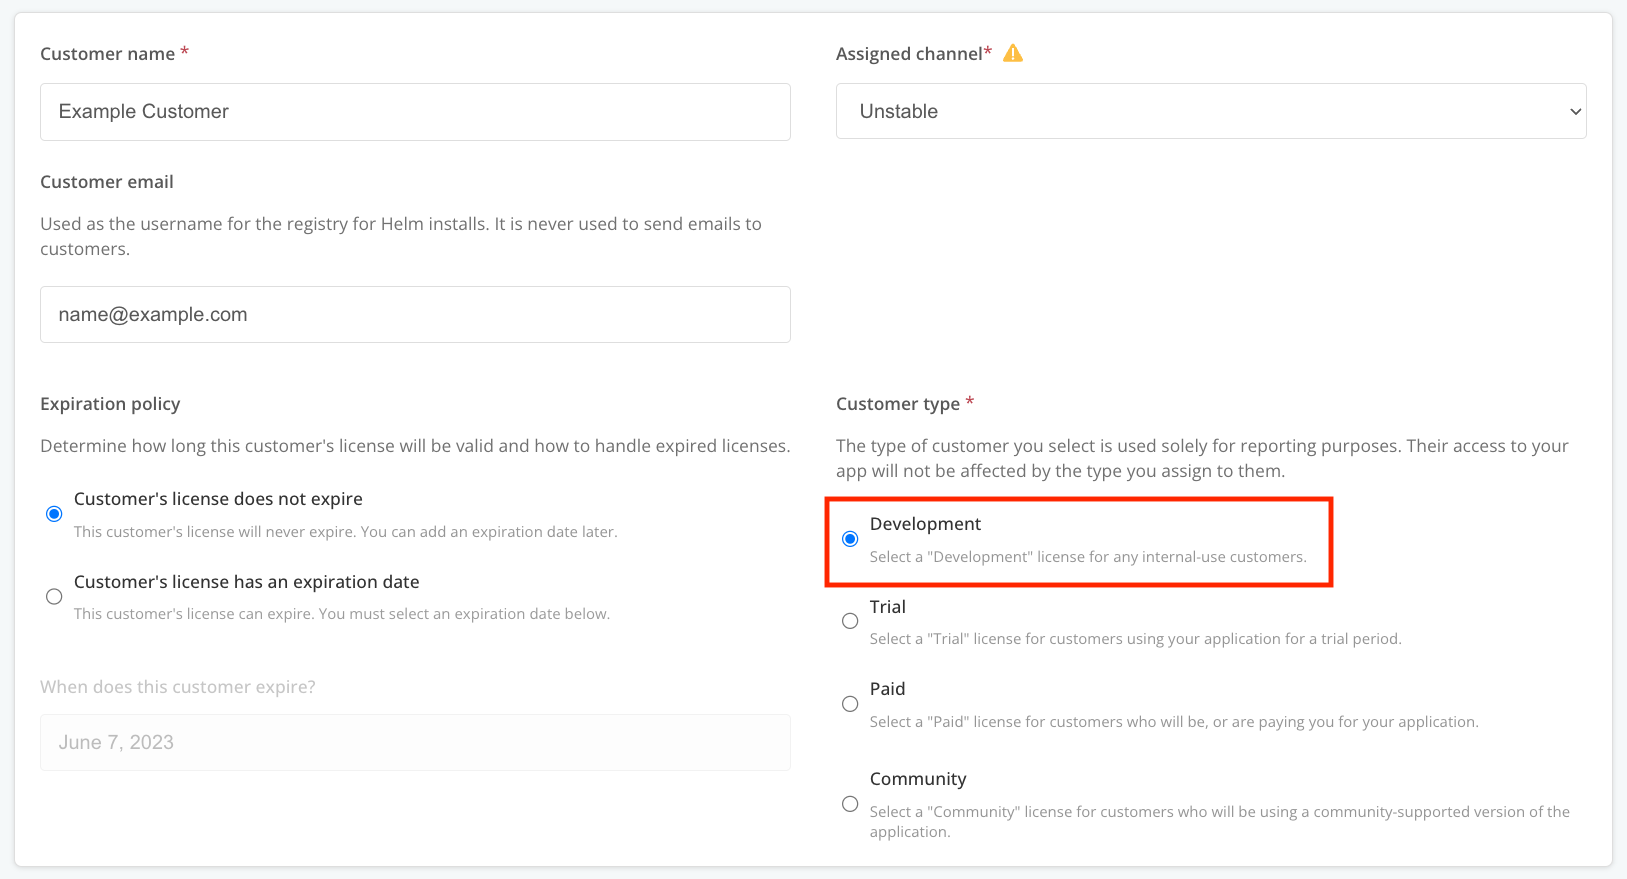 Customer name *
Example Customer
Assigned channel*
Unstable
Customer email
Used as the username for the registry for Helm installs. It is never used to send emails to
customers.
name@example.com
Expiration policy
Determine how long this customer's license will be valid and how to handle expired licenses.
Customer's license does not expire
This customer's license will never expire. You can add an expiration date later.
Customer's license has an expiration date
This customer's license can expire. You must select an expiration date below.
When does this customer expire?
June 7, 2023
Customer type *
The type of customer you select is used solely for reporting purposes. Their access to your
app will not be affected by the type you assign to them.
Development
Select a "Development" license for any internal-use customers.
Trial
Select a "Trial" license for customers using your application for a trial period.
Paid
Select a "Paid" license for customers who will be, or are paying you for your application.
Community
Select a "Community" license for customers who will be using a community-supported version of the
application.